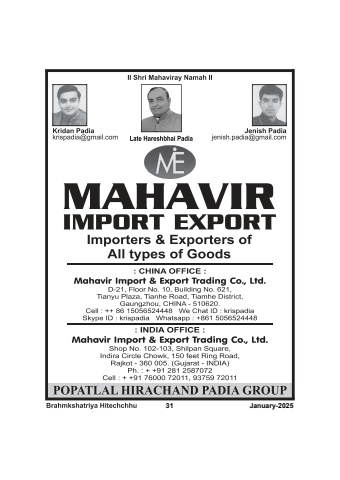 II Shri Mahaviray Namah II
Kridan Padia
krispadia@gmail.com
Late Hareshbhai Padia
Jenish Padia
jenish.padia@gmail.com
MIE
MAHAVIR
IMPORT EXPORT
Importers & Exporters of
All types of Goods
: CHINA OFFICE :
Mahavir Import & Export Trading Co., Ltd.
D-21, Floor No. 10, Building No. 621,
Tianyu Plaza, Tianhe Road, Tiamhe District,
Gaungzhou, CHINA - 510620.
Cell : ++ 86 15056524448 We Chat ID : krispadia
Skype ID : krispadia Whatsapp : +861 5056524448
: INDIA OFFICE :
Mahavir Import & Export Trading Co., Ltd.
Shop No. 102-103, Shilpan Square,
Indira Circle Chowk, 150 feet Ring Road,
Rajkot - 360 005. (Gujarat - INDIA)
Ph. : + +91 281 2587072
Cell : + +91 76000 72011, 93759 72011
POPATLAL HIRACHAND PADIA GROUP
Brahmkshatriya Hitechchhu 31 January-2025